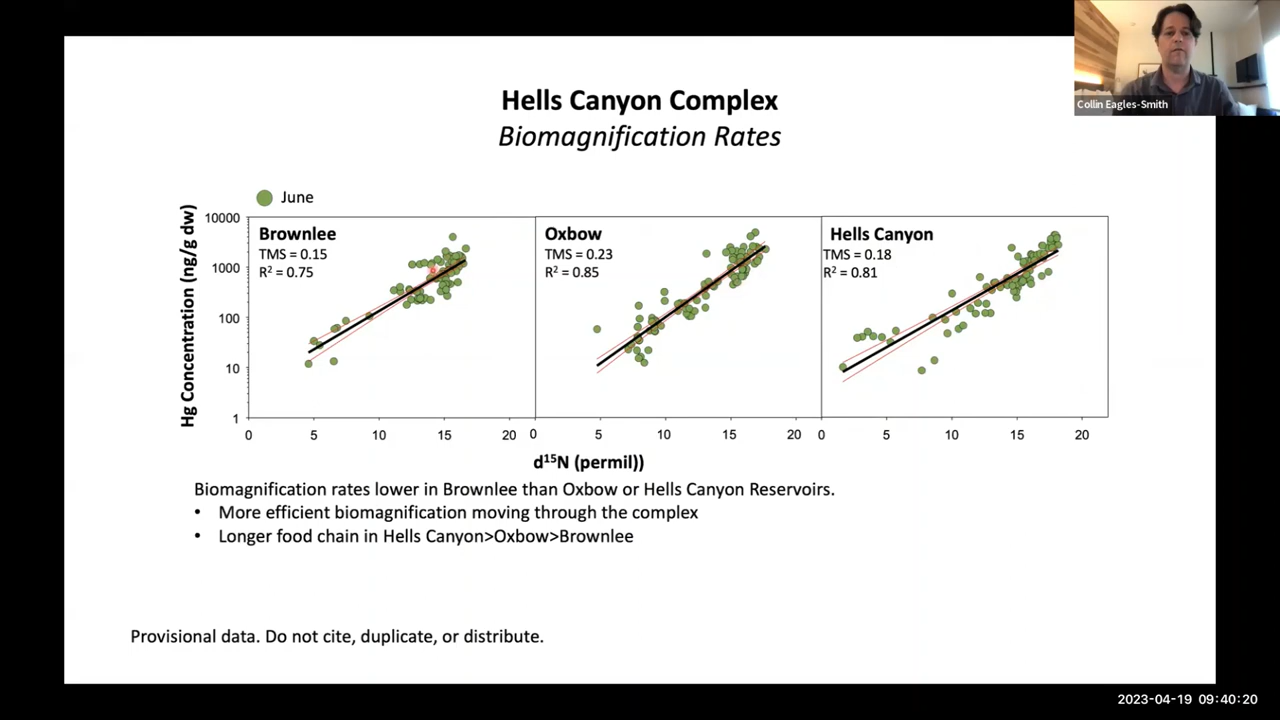 Collin Eagles-Smith
Hells Canyon Complex
Biomagnification Rates
June
Hg Concentration (ng/g dw)
10000
1000
100
10
1
Brownlee
TMS = 0.15
R² = 0.75
Oxbow
TMS = 0.23
R² = 0.85
Hells Canyon
TMS = 0.18
R² = 0.81
0 5 10 15 20 0 5 10 15 20 0 5 10 15 20
d¹⁵N (permil))
Biomagnification rates lower in Brownlee than Oxbow or Hells Canyon Reservoirs.
• More efficient biomagnification moving through the complex
• Longer food chain in Hells Canyon>Oxbow>Brownlee
Provisional data. Do not cite, duplicate, or distribute.
2023-04-19 09:40:20